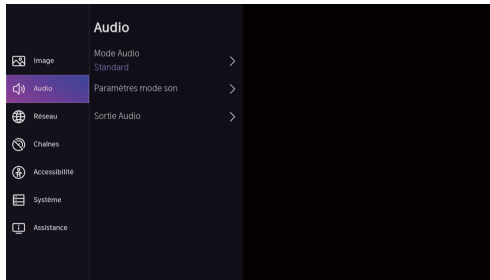 Audio
Image
Audio
Réseau
Chaînes
Accessibilité
Système
Assistance
Mode Audio
Standard
Paramètres mode son
Sortie Audio